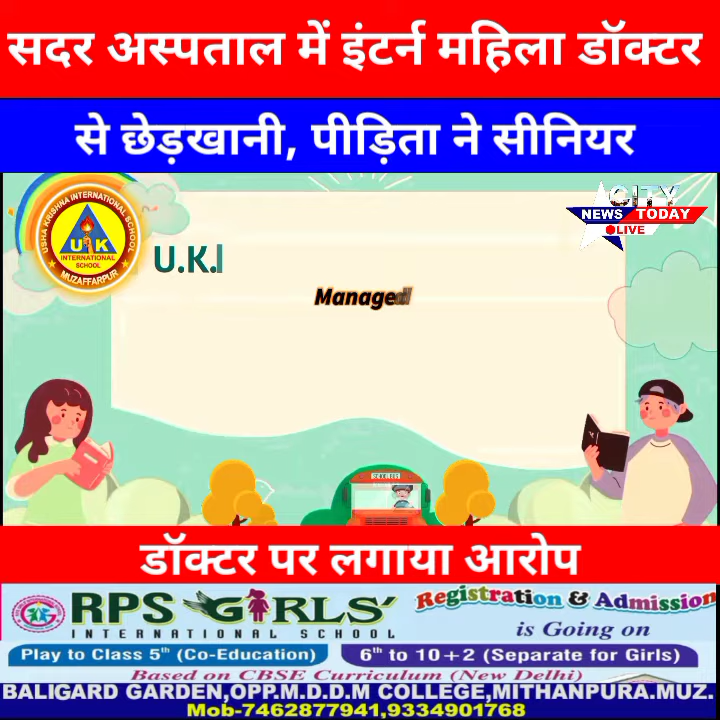 सदर अस्पताल में इंटर्न महिला डॉक्टर
से छेड़खानी, पीड़िता ने सीनियर
USHA KRISHNA INTERNATIONAL SCHOOL
U K
INTERNATIONAL
SCHOOL
MUZAFFARPUR
U.K.I
CITY
NEWS TODAY
LIVE
Managed
SCHOOL BUS
डॉक्टर पर लगाया आरोप
RPS GIRLS'
INTERNATIONAL SCHOOL
Registration & Admission
is Going on
Play to Class 5th (Co-Education)
6th to 10+2 (Separate for Girls)
Based on CBSE Curriculum (New Delhi)
BALIGARD GARDEN,OPP.M.D.D.M COLLEGE,MITHANPURA.MUZ.
Mob-7462877941,9334901768